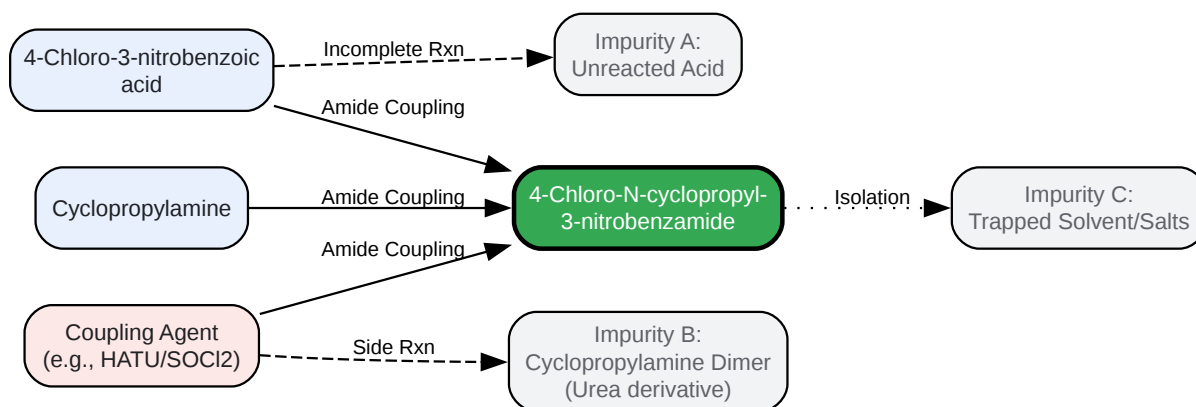 4-Chloro-3-nitrobenzoic
acid
Incomplete Rxn
Impurity A:
Unreacted Acid
Amide Coupling
Cyclopropylamine
Amide Coupling
4-Chloro-N-cyclopropyl-
3-nitrobenzamide
Isolation
Impurity C:
Trapped Solvent/Salts
Amide Coupling
Coupling Agent
(e.g., HATU/SOCl2)
Side Rxn
Impurity B:
Cyclopropylamine Dimer
(Urea derivative)